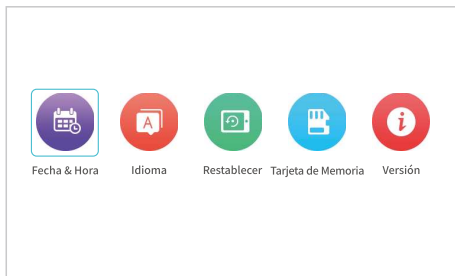 Fecha & Hora
Idioma
Restablecer
Tarjeta de Memoria
Versión